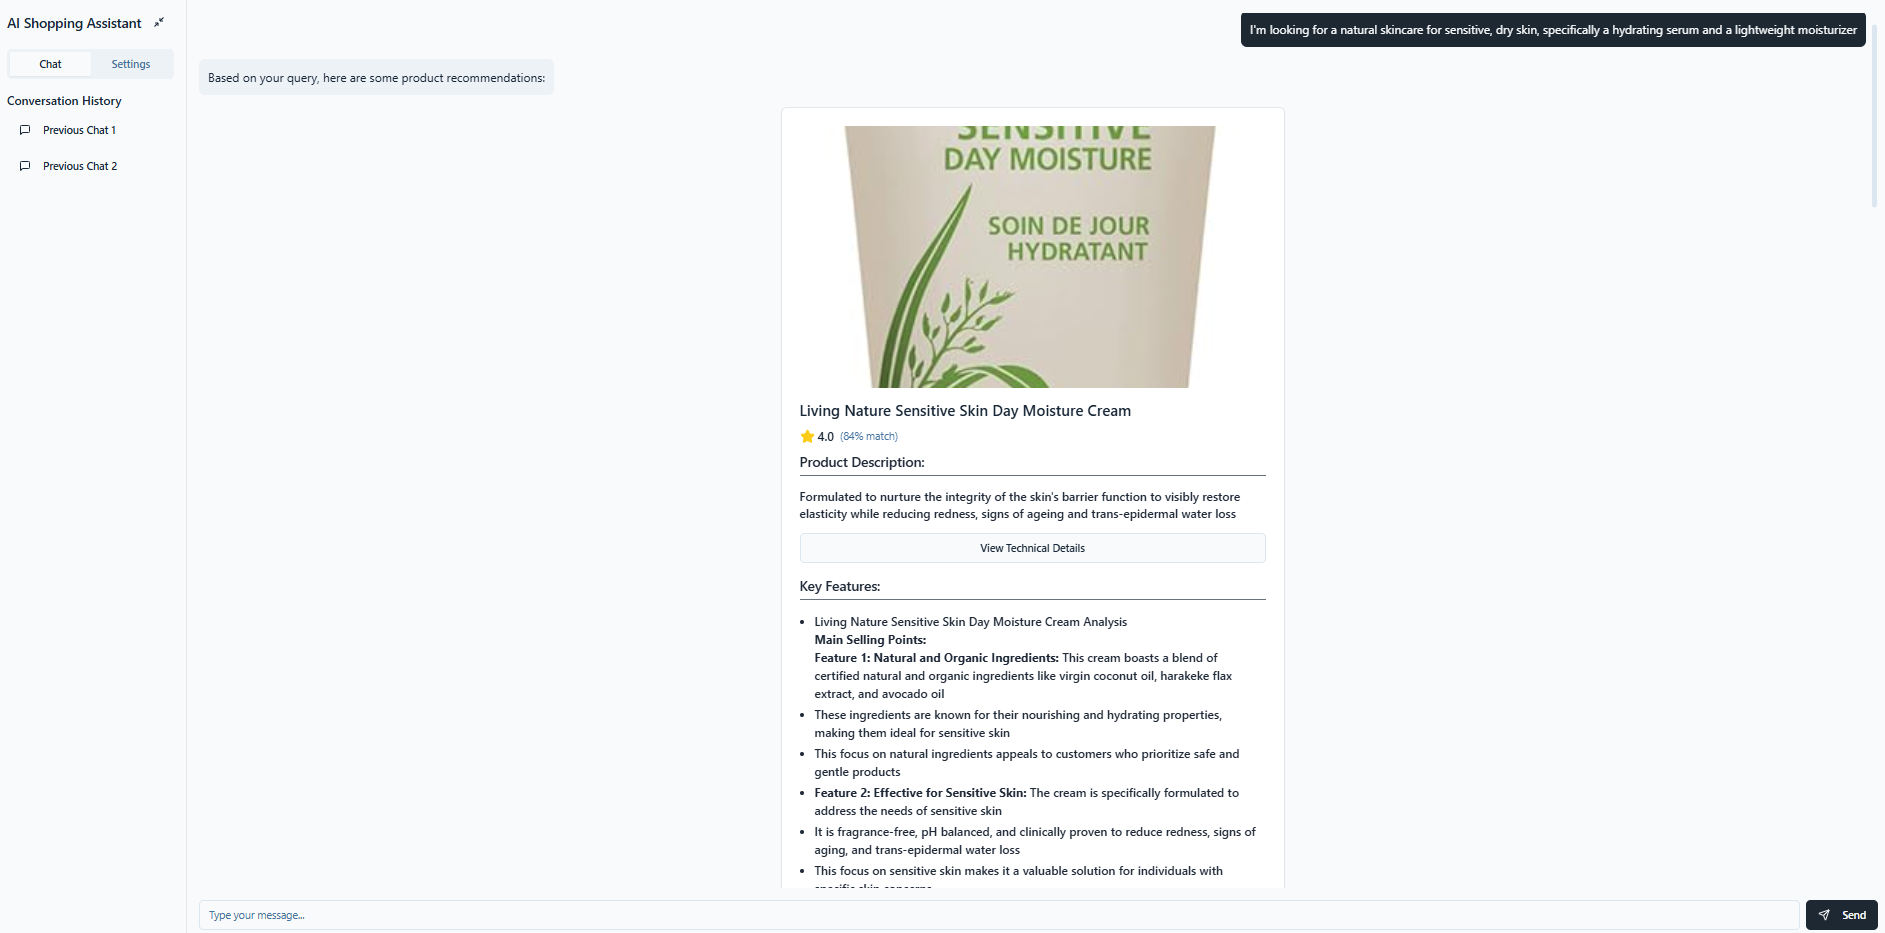 AI Shopping Assistant
Chat
Settings
Conversation History
Previous Chat 1
Previous Chat 2
I'm looking for a natural skincare for sensitive, dry skin, specifically a hydrating serum and a lightweight moisturizer
Based on your query, here are some product recommendations:
SENSITIVE
DAY MOISTURE
SOIN DE JOUR
HYDRATANT
Living Nature Sensitive Skin Day Moisture Cream
4.0 (84% match)
Product Description:
Formulated to nurture the integrity of the skin's barrier function to visibly restore
elasticity while reducing redness, signs of ageing and trans-epidermal water loss
View Technical Details
Key Features:
Living Nature Sensitive Skin Day Moisture Cream Analysis
Main Selling Points:
Feature 1: Natural and Organic Ingredients: This cream boasts a blend of
certified natural and organic ingredients like virgin coconut oil, harakeke flax
extract, and avocado oil
These ingredients are known for their nourishing and hydrating properties,
making them ideal for sensitive skin
This focus on natural ingredients appeals to customers who prioritize safe and
gentle products
Feature 2: Effective for Sensitive Skin: The cream is specifically formulated to
address the needs of sensitive skin
It is fragrance-free, pH balanced, and clinically proven to reduce redness, signs of
aging, and trans-epidermal water loss
This focus on sensitive skin makes it a valuable solution for individuals with
specific skin concerns
Type your message...
Send